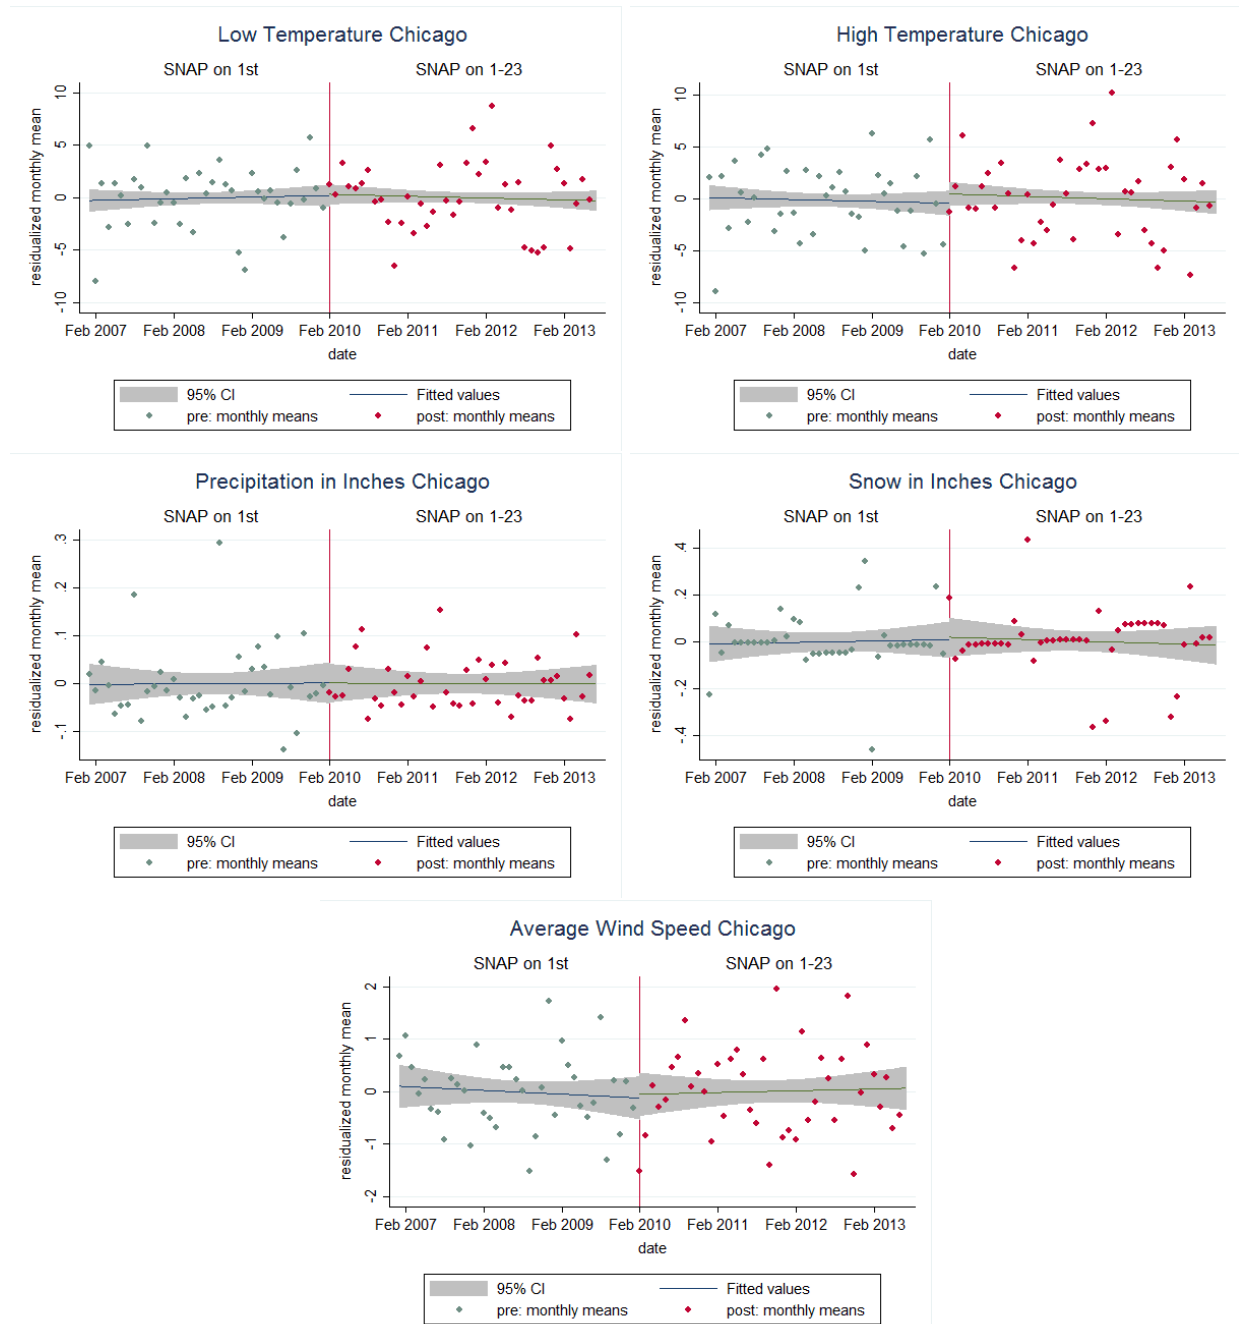 Low Temperature Chicago
SNAP on 1st SNAP on 1-23
residualized monthly mean
10
5
0
-5
-10
Feb 2007 Feb 2008 Feb 2009 Feb 2010 Feb 2011 Feb 2012 Feb 2013
date
95% CI Fitted values
pre: monthly means post: monthly means
High Temperature Chicago
SNAP on 1st SNAP on 1-23
residualized monthly mean
10
5
0
-5
-10
Feb 2007 Feb 2008 Feb 2009 Feb 2010 Feb 2011 Feb 2012 Feb 2013
date
95% CI Fitted values
pre: monthly means post: monthly means
Precipitation in Inches Chicago
SNAP on 1st SNAP on 1-23
residualized monthly mean
.3
.2
.1
0
-.1
Feb 2007 Feb 2008 Feb 2009 Feb 2010 Feb 2011 Feb 2012 Feb 2013
date
95% CI Fitted values
pre: monthly means post: monthly means
Snow in Inches Chicago
SNAP on 1st SNAP on 1-23
residualized monthly mean
.4
.2
0
-.2
-.4
Feb 2007 Feb 2008 Feb 2009 Feb 2010 Feb 2011 Feb 2012 Feb 2013
date
95% CI Fitted values
pre: monthly means post: monthly means
Average Wind Speed Chicago
SNAP on 1st SNAP on 1-23
residualized monthly mean
2
1
0
-1
-2
Feb 2007 Feb 2008 Feb 2009 Feb 2010 Feb 2011 Feb 2012 Feb 2013
date
95% CI Fitted values
pre: monthly means post: monthly means